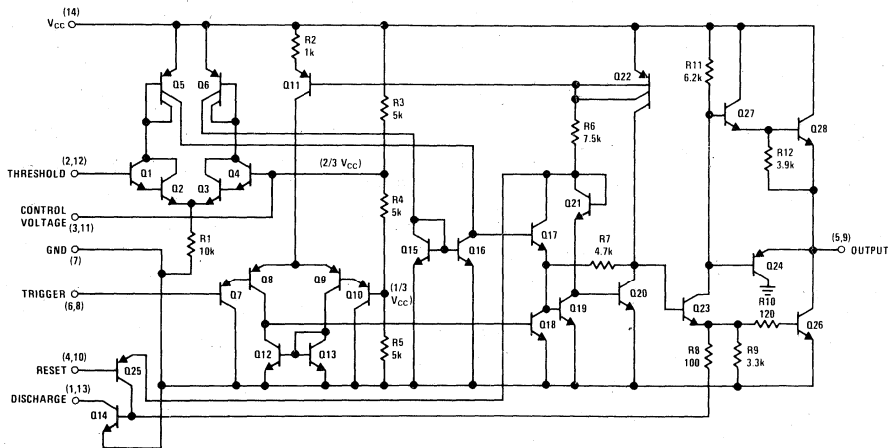 (14)
VCC
R2
1k
Q5
Q6
Q11
R3
5k
Q22
R11
6.2k
Q27
Q28
R6
7.5k
R12
3.9k
(2,12)
THRESHOLD
Q1
Q2
Q3
Q4
(2/3 VCC)
CONTROL
VOLTAGE
(3,11)
R4
5k
Q21
GND
(7)
R1
10k
Q15
Q16
Q17
R7
4.7k
Q24
(5,9)
OUTPUT
TRIGGER
(6,8)
Q7
Q8
Q9
Q10
(1/3
VCC)
Q18
Q19
Q20
Q23
R10
120
Q26
Q12
Q13
R5
5k
R8
100
R9
3.3k
(4,10)
RESET
Q25
(1,13)
DISCHARGE
Q14